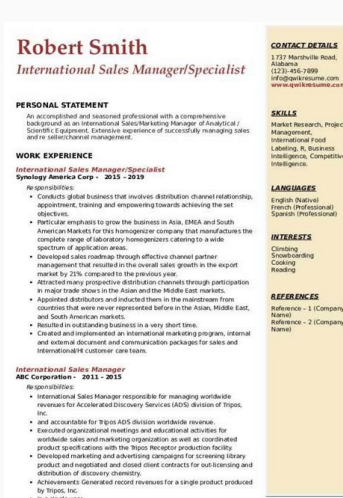 Robert Smith
International Sales Manager/Specialist
PERSONAL STATEMENT
An accomplished and seasoned professional with a comprehensive
background as an International Sales/Marketing Manager of Analytical /
Scientific Equipment. Extensive experience of successfully managing sales
and re seller/channel management.
WORK EXPERIENCE
International Sales Manager/Specialist
Synology America Corp - 2015 – 2019
Responsibilities:
• Conducts global business that involves distribution channel relationship,
appointment, training and empowering towards achieving the set
objectives.
• Particular emphasis to grow the business in Asia, EMEA and South
American Markets for this homogenizer company that manufactures the
complete range of laboratory homogenizers catering to a wide
spectrum of application areas.
• Developed sales roadmap through effective channel partner
management that resulted in the overall sales growth in the export
market by 21% compared to the previous year.
• Attracted many prospective distribution channels through participation
in major trade shows in the Asian and the Middle East markets.
• Appointed distributors and inducted them in the mainstream from
countries that were never represented before in the Asian, Middle East,
and South American markets.
• Resulted in outstanding business in a very short time.
• Created and implemented an international marketing program, internal
and external document and communication packages for sales and
International/HI customer care team.
International Sales Manager
ABC Corporation - 2011 – 2015
Responsibilities:
• International Sales Manager responsible for managing worldwide
revenues for Accelerated Discovery Services (ADS) division of Tripos,
Inc.
• and accountable for Tripos ADS division worldwide revenue.
• Executed organizational meetings and educational activities for
worldwide sales and marketing organization as well as coordinated
product specifications with the Tripos Receptor production facility.
• Developed marketing and advertising campaigns for screening library
product and negotiated and closed client contracts for out-licensing and
distribution of discovery chemistry.
• Achievements Generated record revenues for a single product produced
by Tripos, Inc
CONTACT DETAILS
1737 Marshville Road,
Alabama
(123)-456-7899
info@qwikresume.com
www.qwikresume.co
SKILLS
Market Research, Projec
Management,
International Food
Labeling, R, Business
Intelligence, Competitiv
Intelligence.
LANGUAGES
English (Native)
French (Professional)
Spanish (Professional)
INTERESTS
Climbing
Snowboarding
Cooking
Reading
REFERENCES
Reference – 1 (Company
Name)
Reference – 2 (Company
Name)